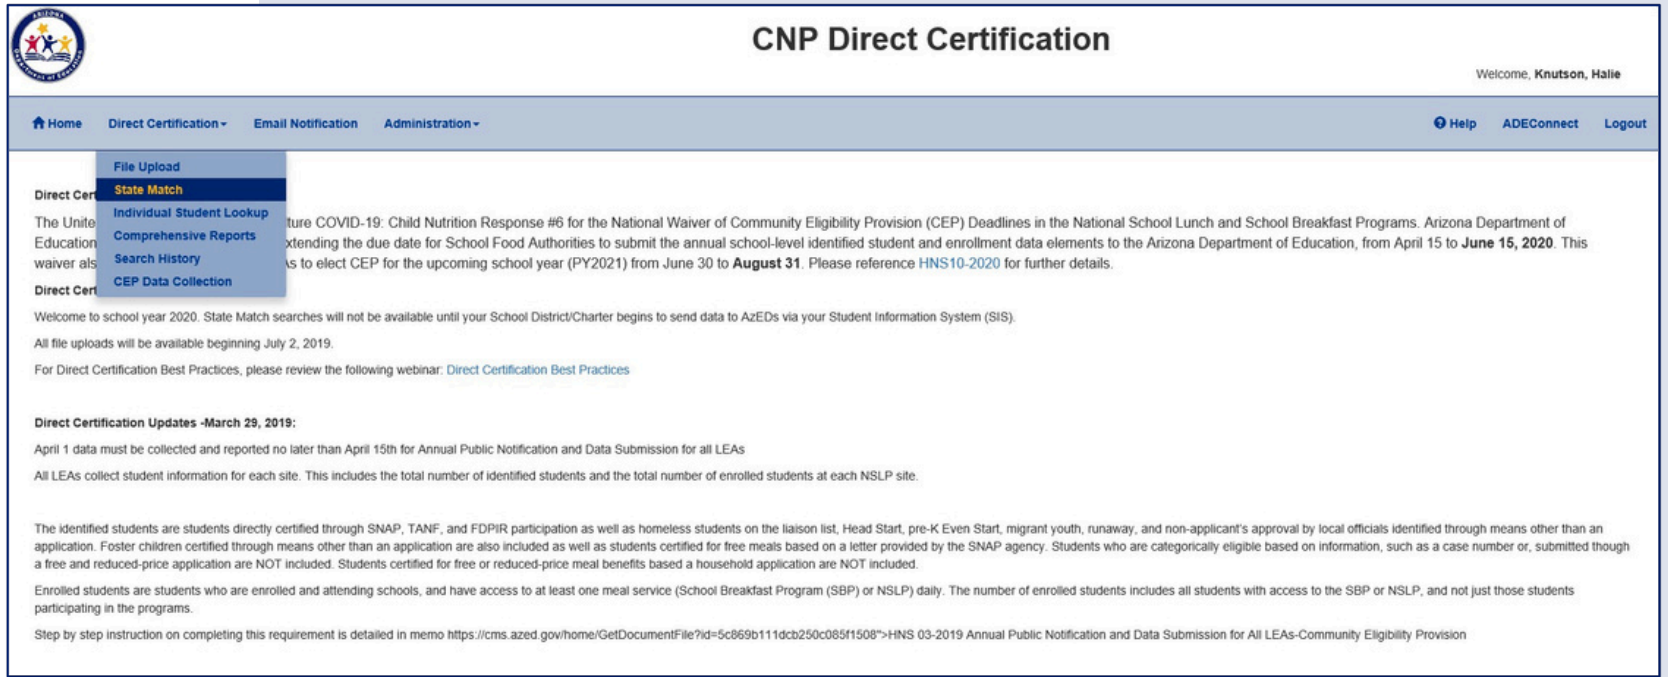 ARIZONA
Department of Education
CNP Direct Certification
Welcome, Knutson, Halie
Home Direct Certification Email Notification Administration Help ADEConnect Logout
File Upload
State Match
Individual Student Lookup
Comprehensive Reports
Search History
CEP Data Collection
Direct Cert
The Unite ture COVID-19: Child Nutrition Response #6 for the National Waiver of Community Eligibility Provision (CEP) Deadlines in the National School Lunch and School Breakfast Programs. Arizona Department of
Education xtending the due date for School Food Authorities to submit the annual school-level identified student and enrollment data elements to the Arizona Department of Education, from April 15 to June 15, 2020. This
waiver als As to elect CEP for the upcoming school year (PY2021) from June 30 to August 31. Please reference HNS10-2020 for further details.
Direct Cert
Welcome to school year 2020. State Match searches will not be available until your School District/Charter begins to send data to AzEDs via your Student Information System (SIS).
All file uploads will be available beginning July 2, 2019.
For Direct Certification Best Practices, please review the following webinar: Direct Certification Best Practices
Direct Certification Updates -March 29, 2019:
April 1 data must be collected and reported no later than April 15th for Annual Public Notification and Data Submission for all LEAs
All LEAs collect student information for each site. This includes the total number of identified students and the total number of enrolled students at each NSLP site.
The identified students are students directly certified through SNAP, TANF, and FDPIR participation as well as homeless students on the liaison list, Head Start, pre-K Even Start, migrant youth, runaway, and non-applicant's approval by local officials identified through means other than an
application. Foster children certified through means other than an application are also included as well as students certified for free meals based on a letter provided by the SNAP agency. Students who are categorically eligible based on information, such as a case number or, submitted though
a free and reduced-price application are NOT included. Students certified for free or reduced-price meal benefits based a household application are NOT included.
Enrolled students are students who are enrolled and attending schools, and have access to at least one meal service (School Breakfast Program (SBP) or NSLP) daily. The number of enrolled students includes all students with access to the SBP or NSLP, and not just those students
participating in the programs.
Step by step instruction on completing this requirement is detailed in memo https://cms.azed.gov/home/GetDocumentFile?id=5c869b111dcb250c085f1508">HNS 03-2019 Annual Public Notification and Data Submission for All LEAs-Community Eligibility Provision